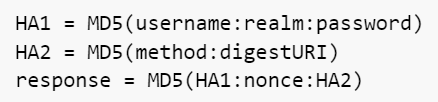 HA1 = MD5(username:realm:password)
HA2 = MD5(method:digestURI)
response = MD5(HA1:nonce:HA2)